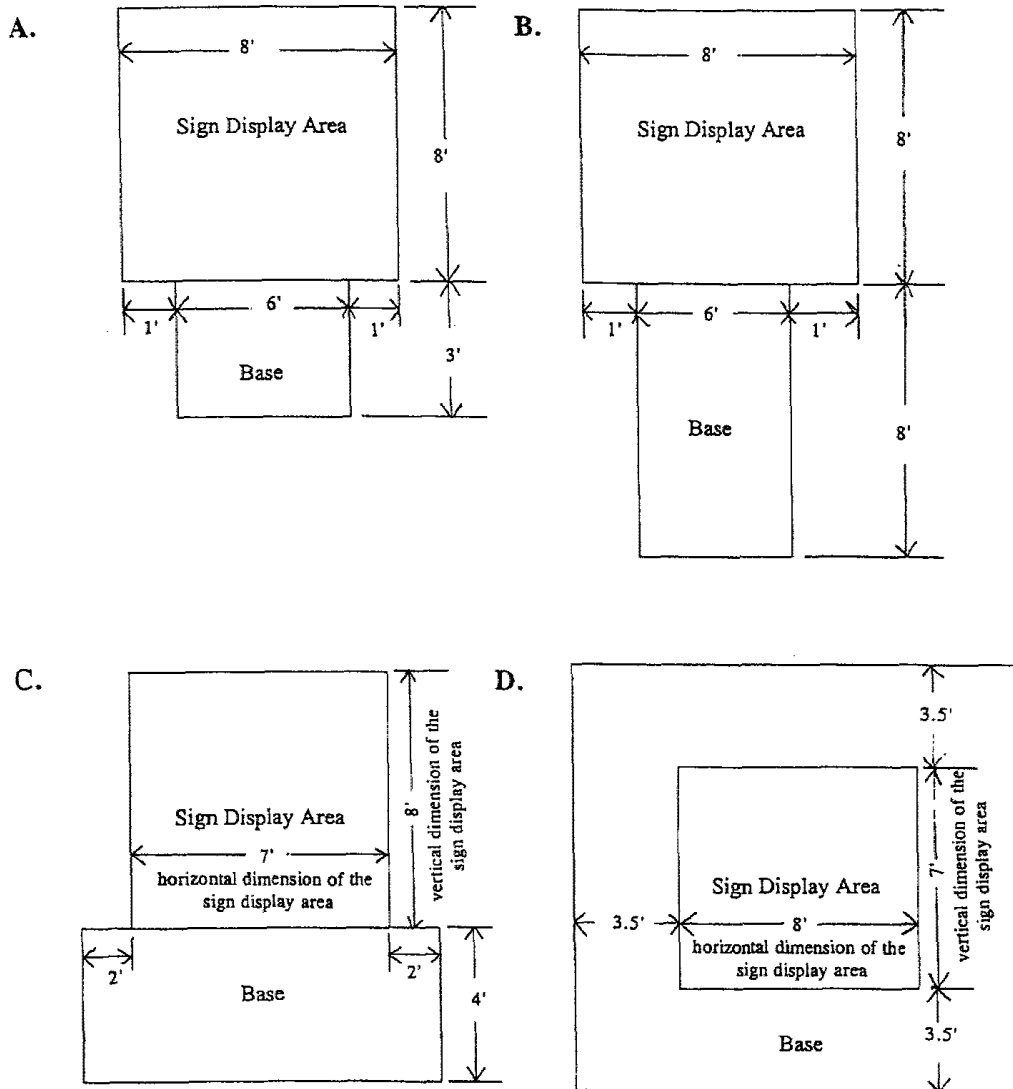 A.
8'
Sign Display Area
8'
1'
6'
1'
3'
Base
B.
8'
Sign Display Area
8'
1'
6'
1'
8'
Base
C.
Sign Display Area
7'
horizontal dimension of the
sign display area
8'
vertical dimension of the
sign display area
2'
2'
Base
4'
D.
3.5'
Sign Display Area
3.5'
8'
horizontal dimension of the
sign display area
7'
vertical dimension of the
sign display area
3.5'
Base